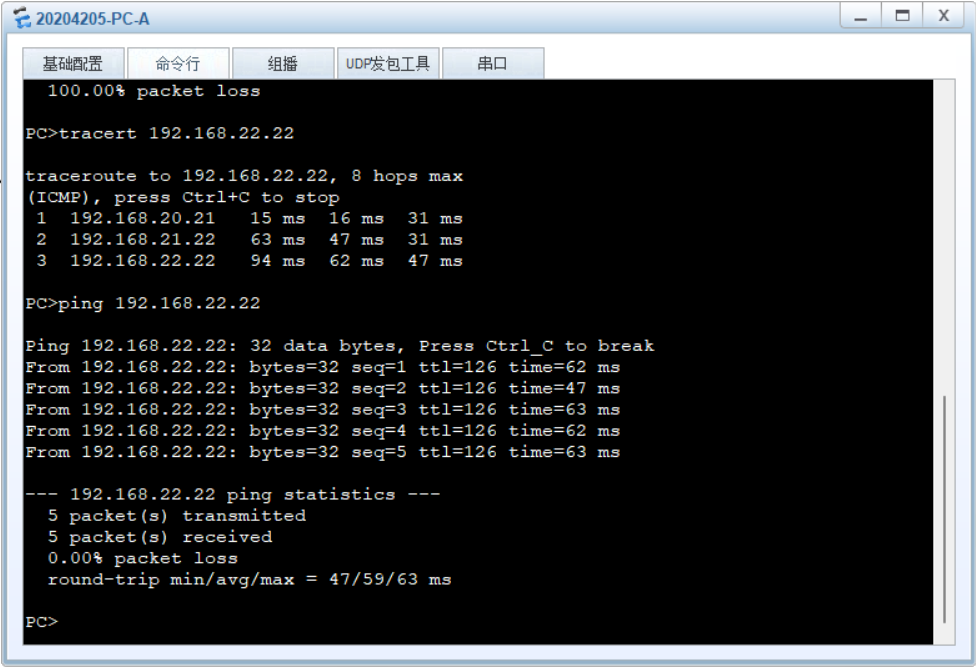 20204205-PC-A
基础配置 命令行 组播 UDP发包工具 串口
100.00% packet loss
PC>tracert 192.168.22.22
traceroute to 192.168.22.22, 8 hops max
(ICMP), press Ctrl+C to stop
1 192.168.20.21 15 ms 16 ms 31 ms
2 192.168.21.22 63 ms 47 ms 31 ms
3 192.168.22.22 94 ms 62 ms 47 ms
PC>ping 192.168.22.22
Ping 192.168.22.22: 32 data bytes, Press Ctrl_C to break
From 192.168.22.22: bytes=32 seq=1 ttl=126 time=62 ms
From 192.168.22.22: bytes=32 seq=2 ttl=126 time=47 ms
From 192.168.22.22: bytes=32 seq=3 ttl=126 time=63 ms
From 192.168.22.22: bytes=32 seq=4 ttl=126 time=62 ms
From 192.168.22.22: bytes=32 seq=5 ttl=126 time=63 ms
--- 192.168.22.22 ping statistics ---
5 packet(s) transmitted
5 packet(s) received
0.00% packet loss
round-trip min/avg/max = 47/59/63 ms
PC>